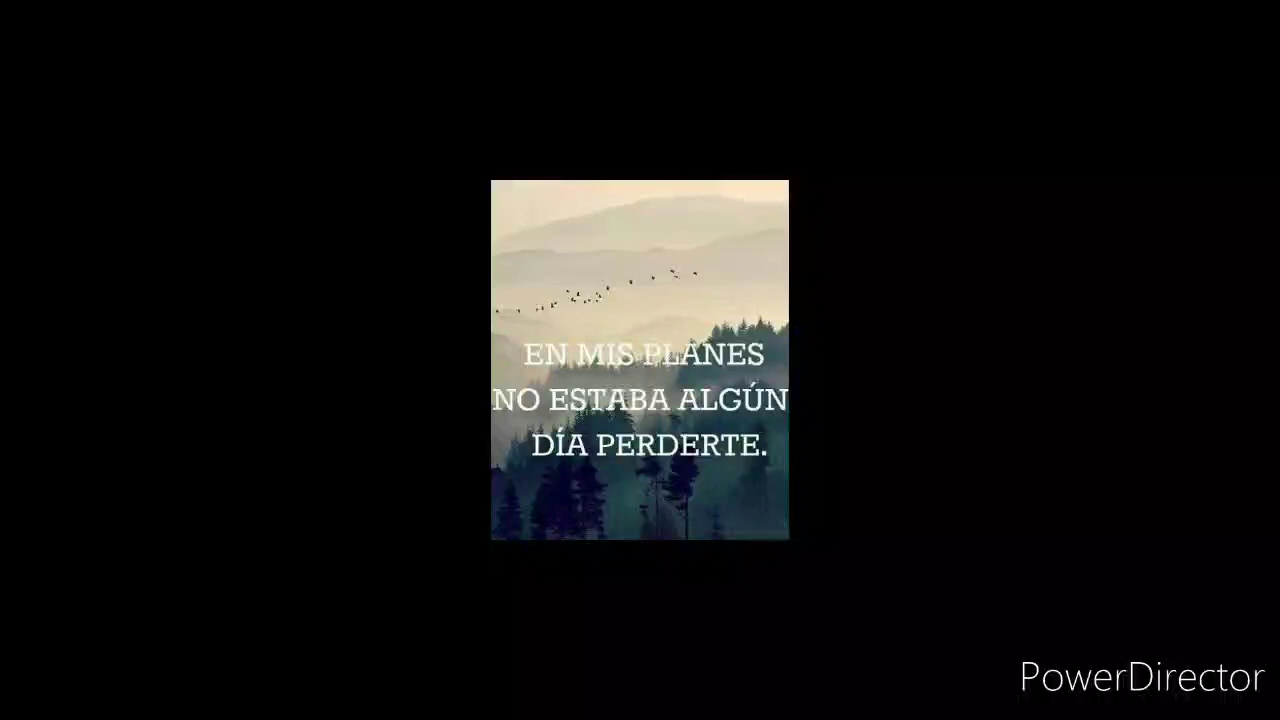 EN MIS PLANES
NO ESTABA ALGÚN
DÍA PERDERTE.
PowerDirector